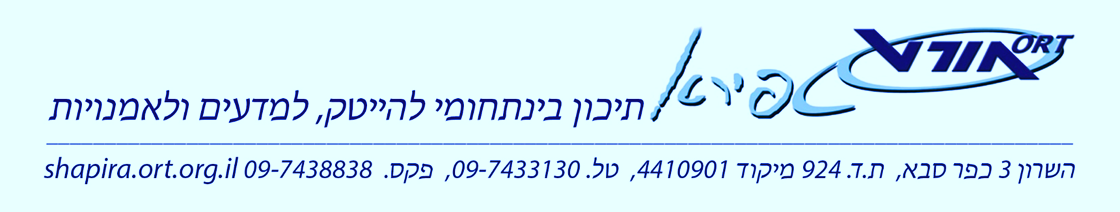 אורט ORT
שפירא תיכון בינתחומי להייטק, למדעים ולאמנויות
השרון 3 כפר סבא, ת.ד. 924 מיקוד 4410901, טל. 09-7433130, פקס. 09-7438838 shapira.ort.org.il